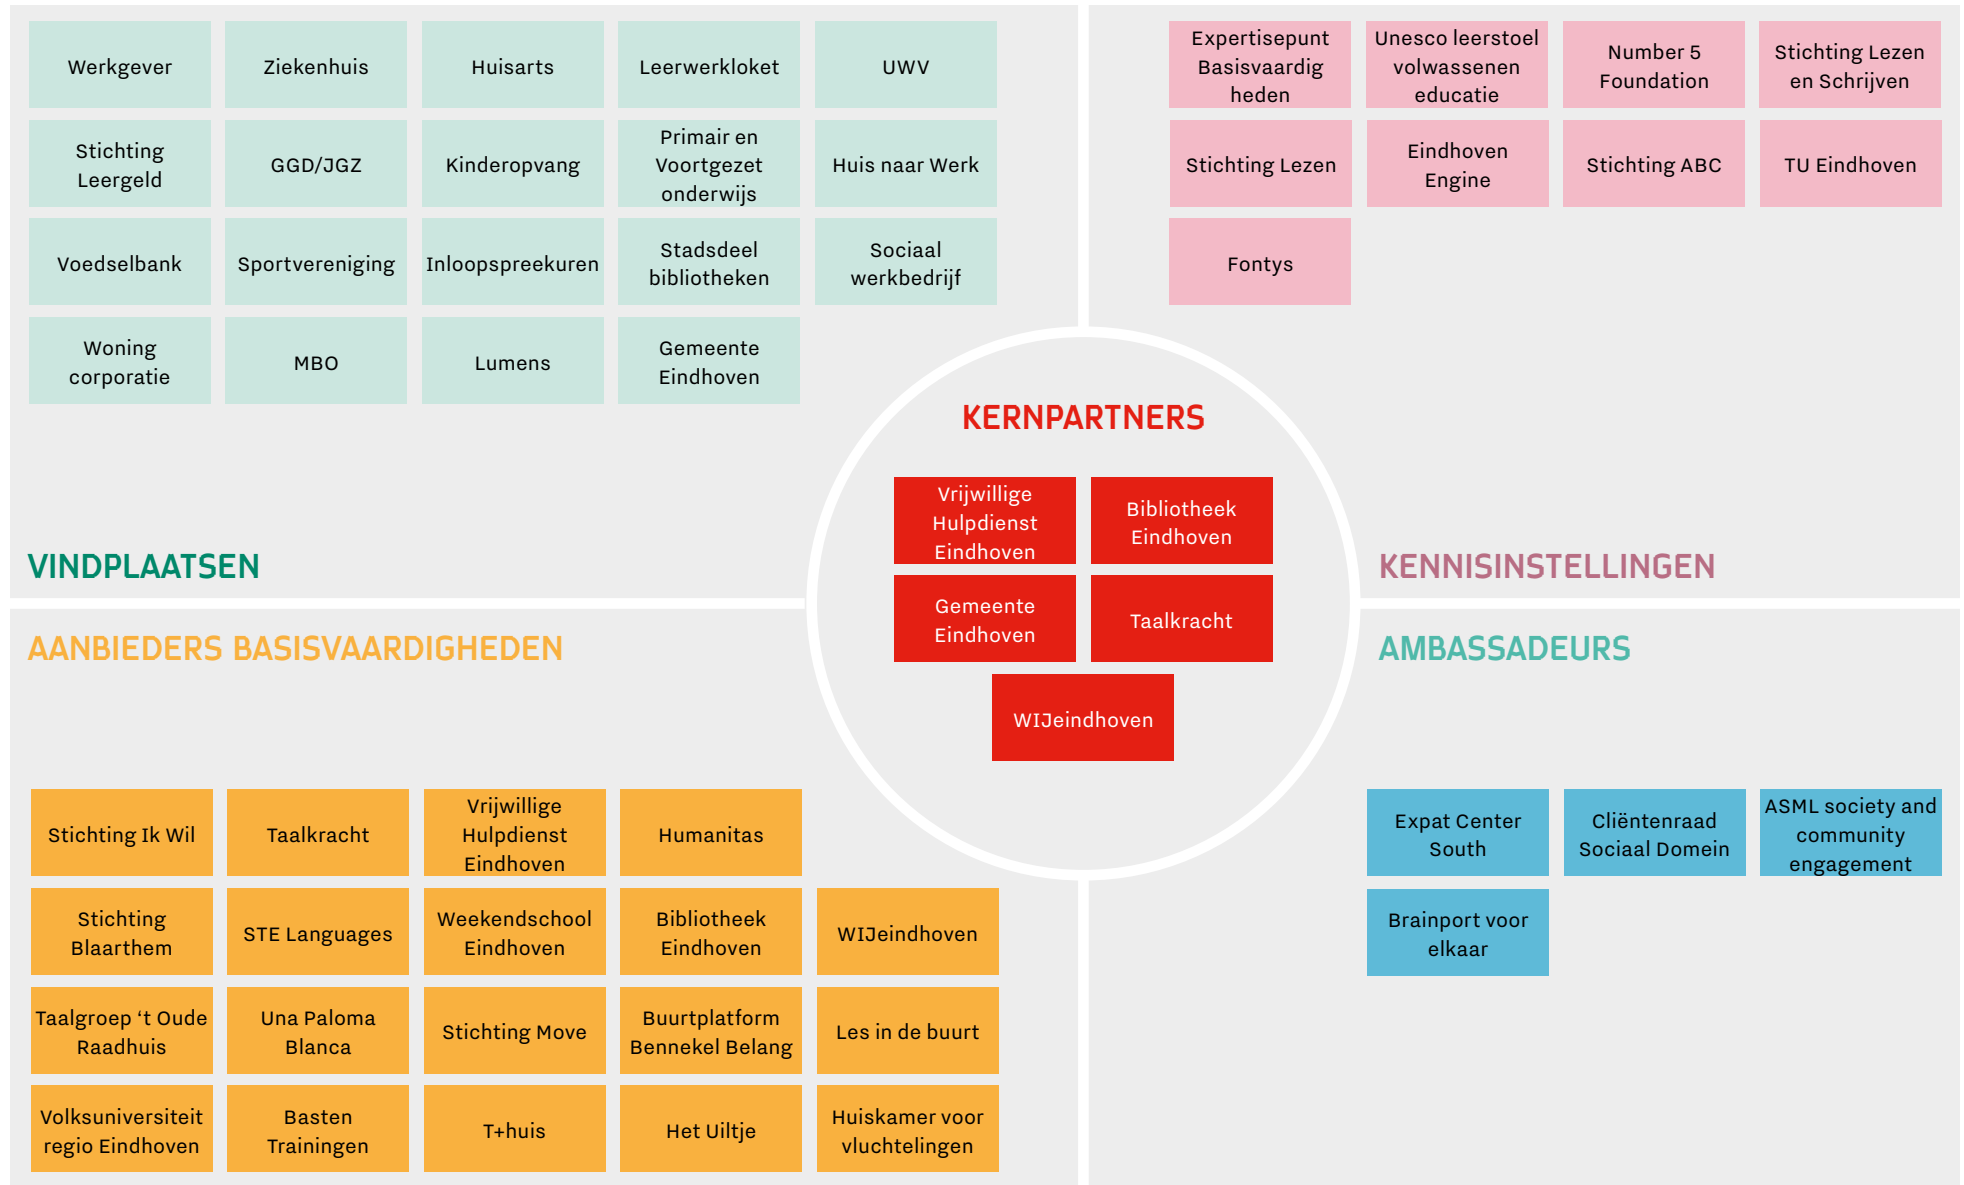 Werkgever
Ziekenhuis
Huisarts
Leerwerkloket
UWV
Stichting
Leergeld
GGD/JGZ
Kinderopvang
Primair en
Voortgezet
onderwijs
Huis naar Werk
Voedselbank
Sportvereniging
Inloopspreekuren
Stadsdeel
bibliotheken
Sociaal
werkbedrijf
Woning
corporatie
MBO
Lumens
Gemeente
Eindhoven
VINDPLAATSEN
Expertisepunt
Basisvaardig
heden
Unesco leerstoel
volwassenen
educatie
Number 5
Foundation
Stichting Lezen
en Schrijven
Stichting Lezen
Eindhoven
Engine
Stichting ABC
TU Eindhoven
Fontys
KENNISINSTELLINGEN
KERNPARTNERS
Vrijwillige
Hulpdienst
Eindhoven
Bibliotheek
Eindhoven
Gemeente
Eindhoven
Taalkracht
WIJeindhoven
AANBIEDERS BASISVAARDIGHEDEN
Stichting Ik Wil
Taalkracht
Vrijwillige
Hulpdienst
Eindhoven
Humanitas
Stichting
Blaarthem
STE Languages
Weekendschool
Eindhoven
Bibliotheek
Eindhoven
WIJeindhoven
Taalgroep ‘t Oude
Raadhuis
Una Paloma
Blanca
Stichting Move
Buurtplatform
Bennekel Belang
Les in de buurt
Volksuniversiteit
regio Eindhoven
Basten
Trainingen
T+huis
Het Uiltje
Huiskamer voor
vluchtelingen
AMBASSADEURS
Expat Center
South
Cliëntenraad
Sociaal Domein
ASML society and
community
engagement
Brainport voor
elkaar